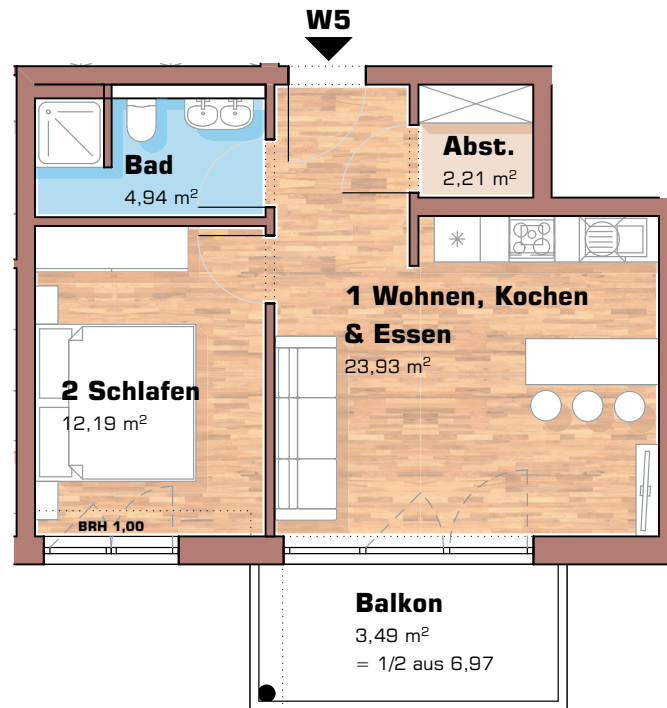 W5
Bad
4,94 m²
Abst.
2,21 m²
1 Wohnen, Kochen
& Essen
23,93 m²
2 Schlafen
12,19 m²
BRH 1,00
Balkon
3,49 m²
= 1/2 aus 6,97